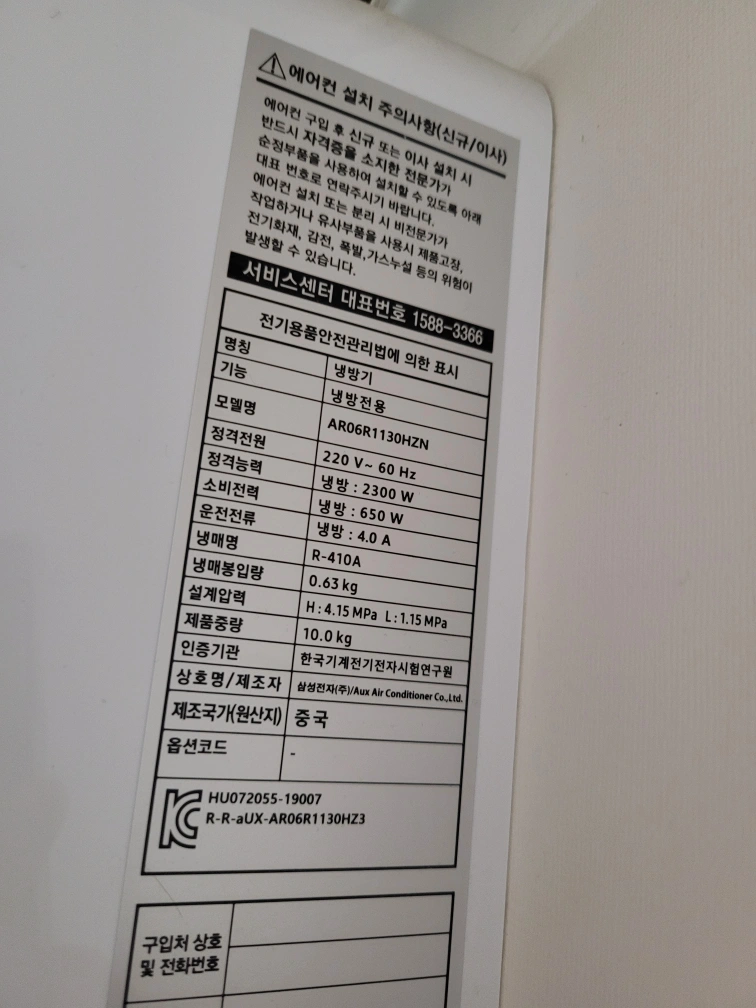 ⚠에어컨 설치 주의사항(신규/이사)
에어컨 구입 후 신규 또는 이사 설치 시
반드시 자격증을 소지한 전문가가
순정부품을 사용하여 설치할 수 있도록 아래
대표 번호로 연락주시기 바랍니다.
에어컨 설치 또는 분리 시 비전문가가
작업하거나 유사부품을 사용시 제품고장,
전기화재, 감전, 폭발,가스누설 등의 위험이
발생할 수 있습니다.
서비스센터 대표번호 1588-3366
전기용품안전관리법에 의한 표시
명칭 냉방기
기능 냉방전용
모델명 AR06R1130HZN
정격전원 220 V~ 60 Hz
정격능력 냉방 : 2300 W
소비전력 냉방 : 650 W
운전전류 냉방 : 4.0 A
냉매명 R-410A
냉매봉입량 0.63 kg
설계압력 H : 4.15 MPa L : 1.15 MPa
제품중량 10.0 kg
인증기관 한국기계전기전자시험연구원
상호명/제조자 삼성전자(주)/Aux Air Conditioner Co.,Ltd.
제조국가(원산지) 중국
옵션코드 -
HU072055-19007
R-R-aUX-AR06R1130HZ3
구입처 상호
및 전화번호